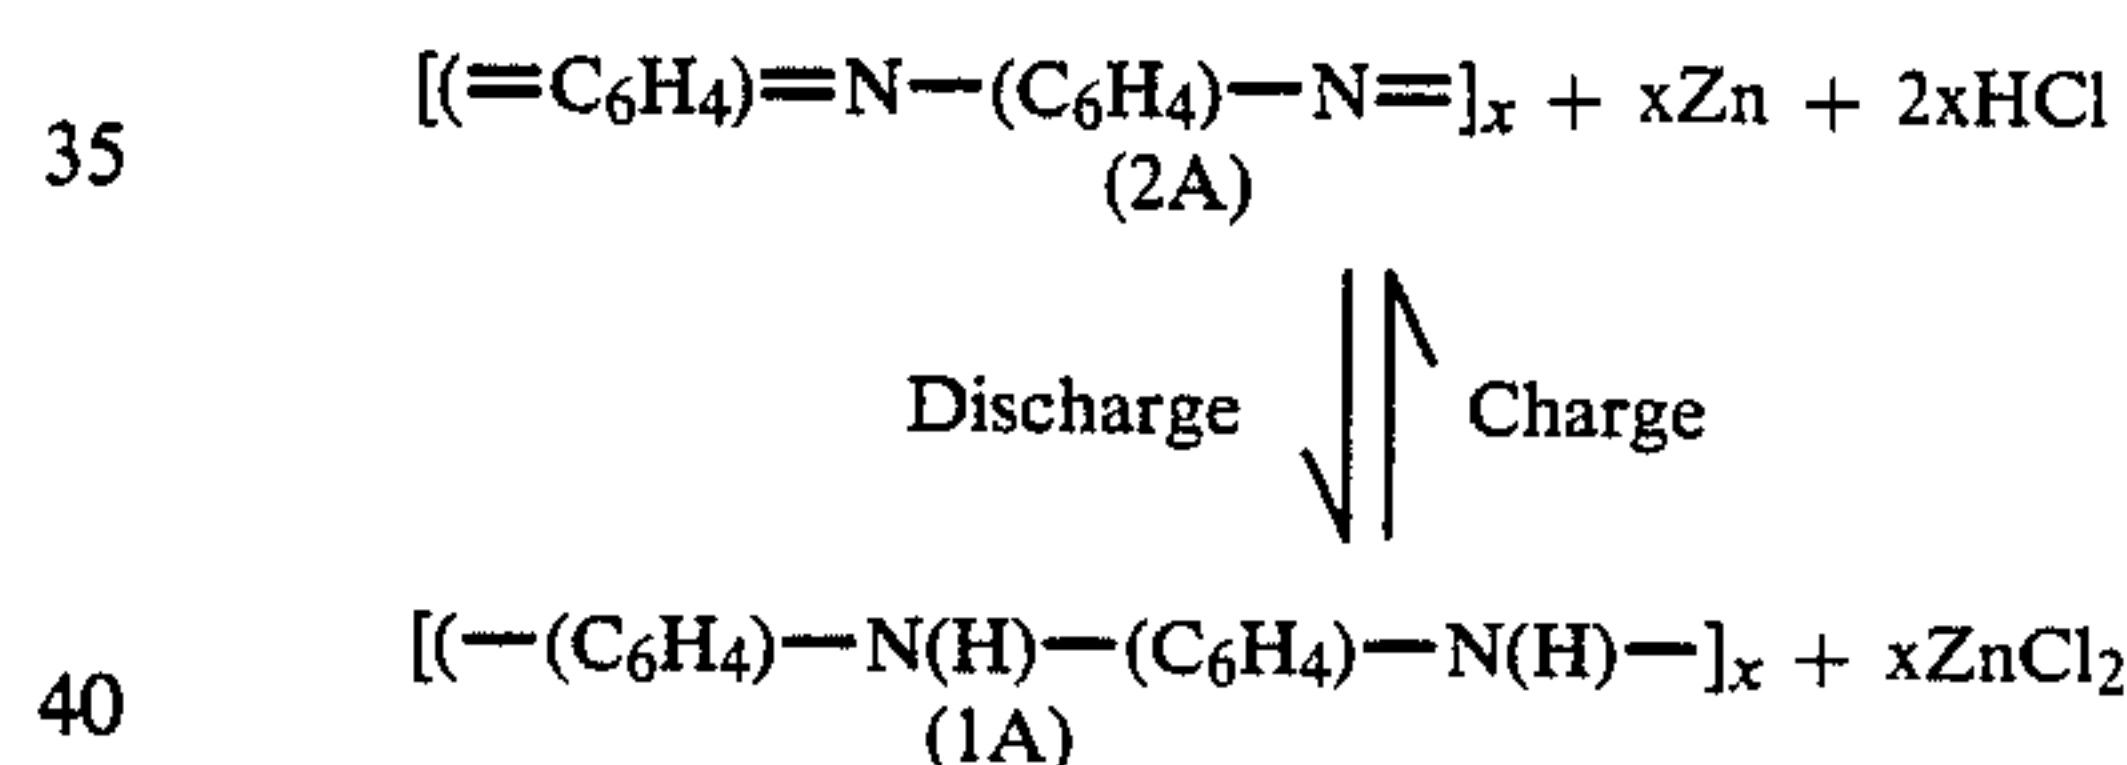 [(=C₆H₄)=N—(C₆H₄)—N=]ₓ + xZn + 2xHCl
35
(2A)
Discharge Charge
[(—(C₆H₄)—N(H)—(C₆H₄)—N(H)—]ₓ + xZnCl₂
40
(1A)